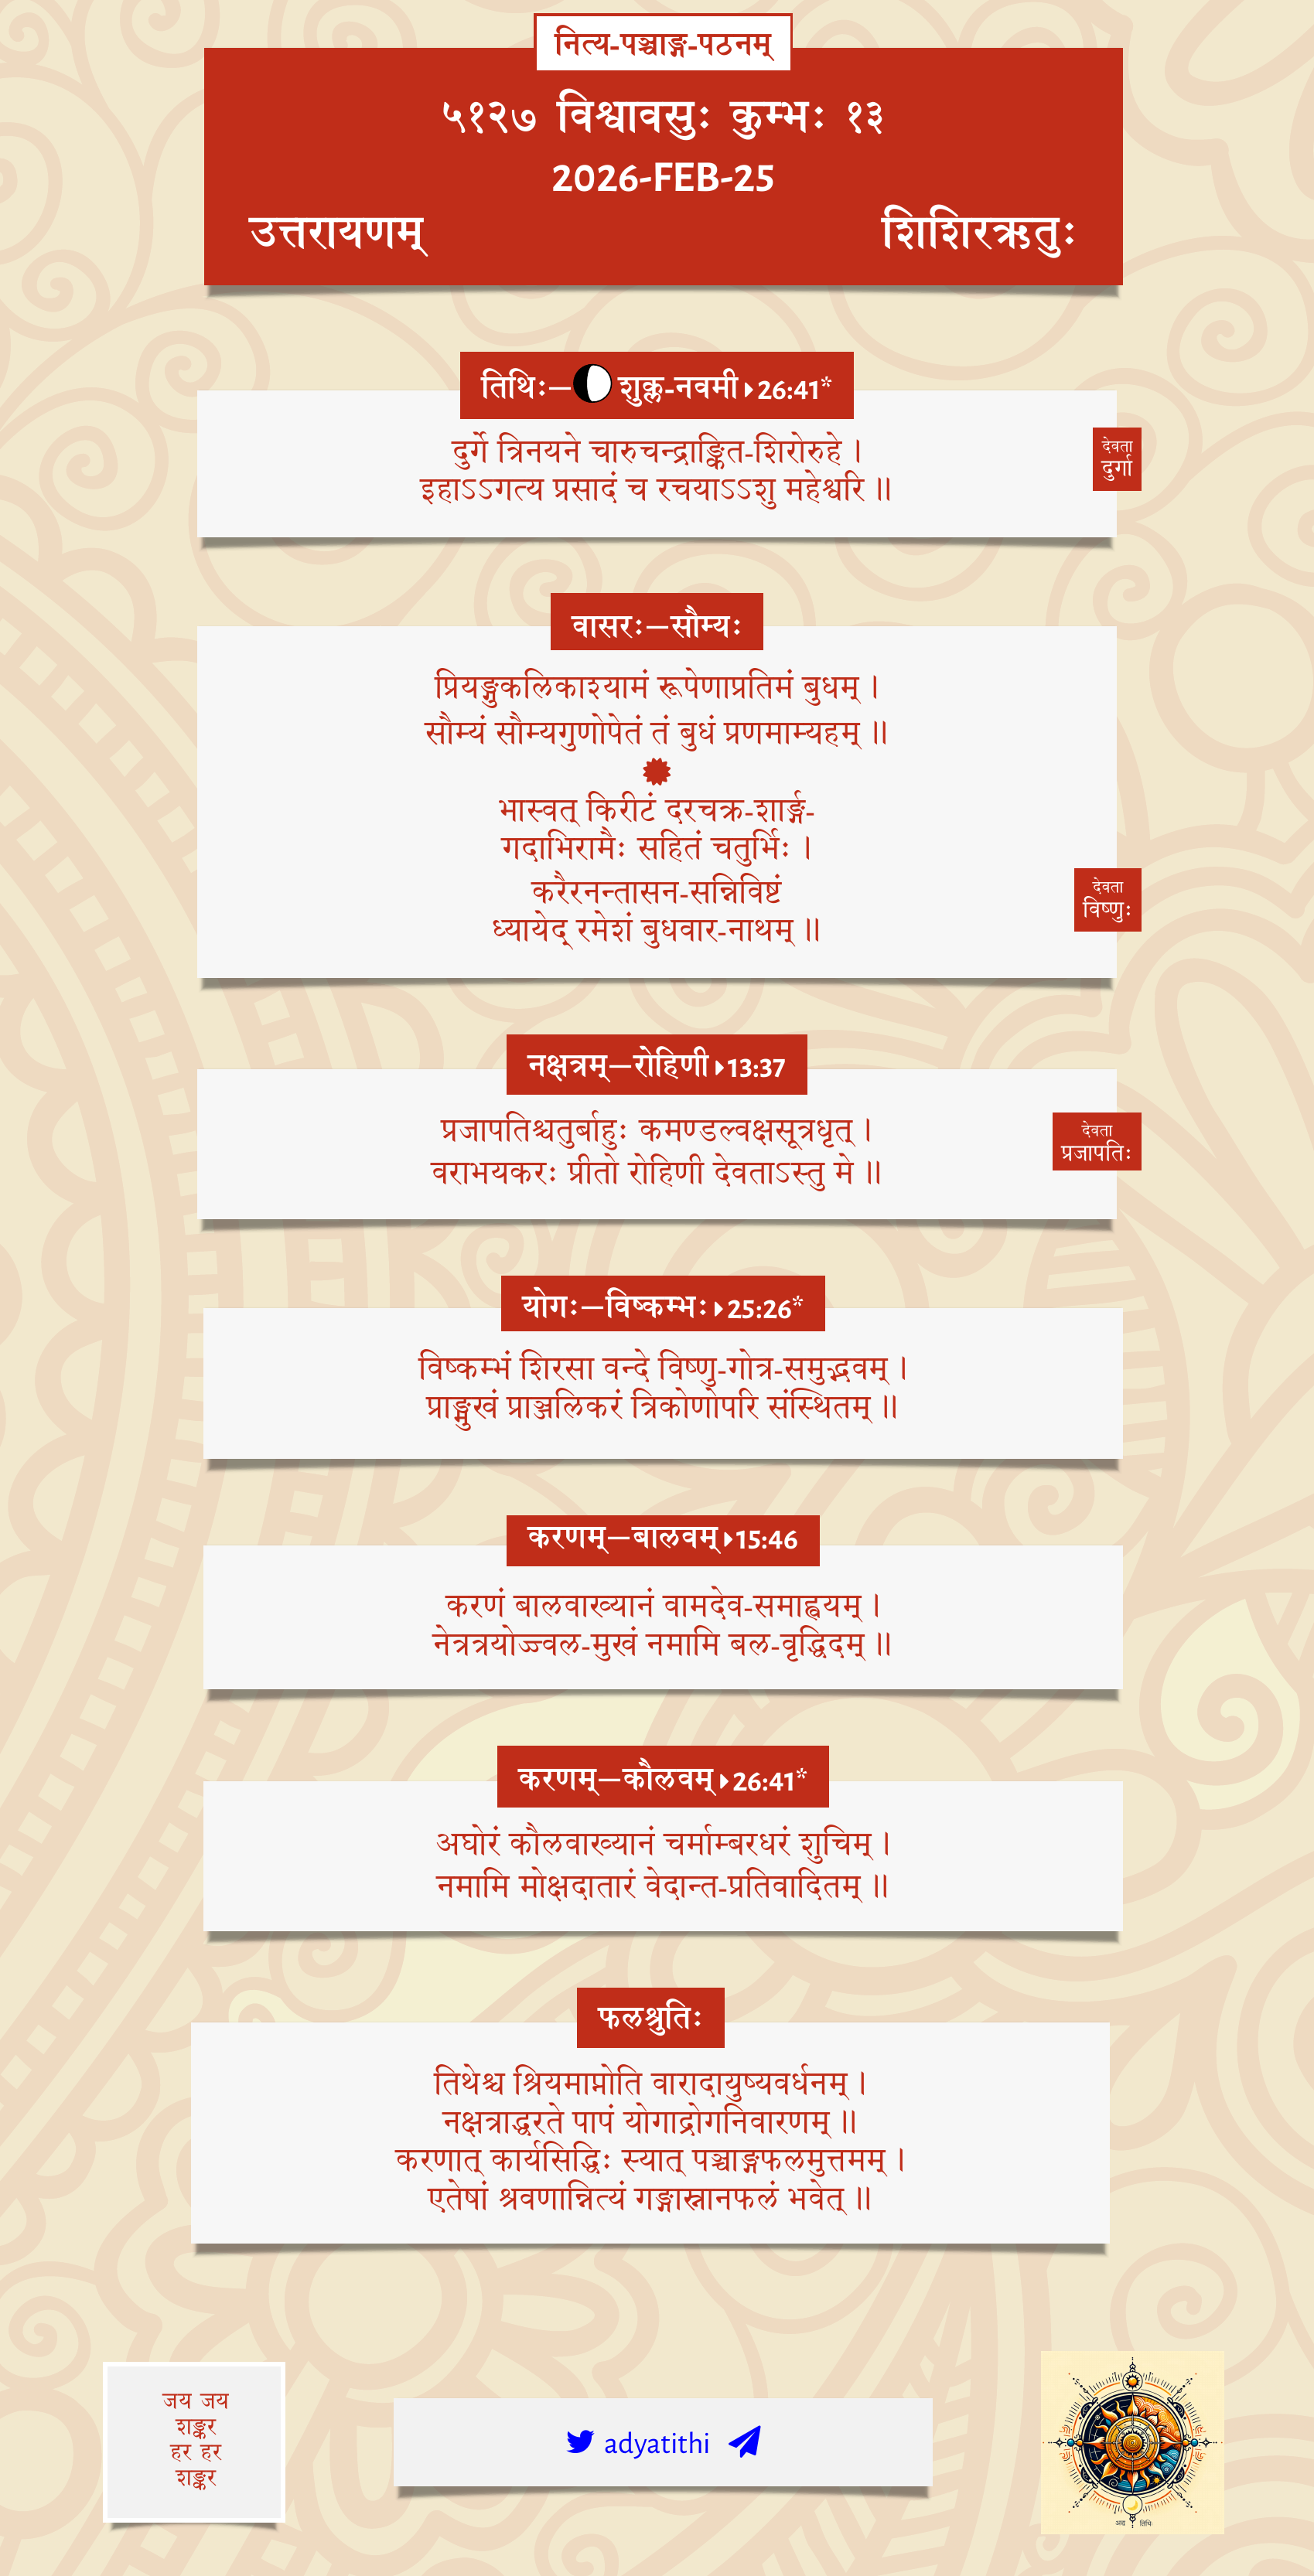 नित्य-पञ्चाङ्ग-पठनम्
५१२७ विश्वावसुः कुम्भः १३
2026-FEB-25
उत्तरायणम्
शिशिरऋतुः
तिथिः—शुक्ल-नवमी 26:41*
दुर्गे त्रिनयने चारुचन्द्राङ्कित-शिरोरुहे ।
इहाऽऽगत्य प्रसादं च रचयाऽऽशु महेश्वरि ॥
देवता
दुर्गा
वासरः—सौम्यः
प्रियङ्गुकलिकाश्यामं रूपेणाप्रतिमं बुधम् ।
सौम्यं सौम्यगुणोपेतं तं बुधं प्रणमाम्यहम् ॥
भास्वत् किरीटं दरचक्र-शार्ङ्ग-
गदाभिरामैः सहितं चतुर्भिः ।
करैरनन्तासन-सन्निविष्टं
ध्यायेद् रमेशं बुधवार-नाथम् ॥
देवता
विष्णुः
नक्षत्रम्—रोहिणी 13:37
प्रजापतिश्चतुर्बाहुः कमण्डल्वक्षसूत्रधृत् ।
वराभयकरः प्रीतो रोहिणी देवताऽस्तु मे ॥
देवता
प्रजापतिः
योगः—विष्कम्भः 25:26*
विष्कम्भं शिरसा वन्दे विष्णु-गोत्र-समुद्भवम् ।
प्राङ्मुखं प्राञ्जलिकरं त्रिकोणोपरि संस्थितम् ॥
करणम्—बालवम् 15:46
करणं बालवाख्यानं वामदेव-समाह्वयम् ।
नेत्रत्रयोज्ज्वल-मुखं नमामि बल-वृद्धिदम् ॥
करणम्—कौलवम् 26:41*
अघोरं कौलवाख्यानं चर्माम्बरधरं शुचिम् ।
नमामि मोक्षदातारं वेदान्त-प्रतिवादितम् ॥
फलश्रुतिः
तिथेश्च श्रियमाप्नोति वारादायुष्यवर्धनम् ।
नक्षत्राद्धरते पापं योगाद्रोगनिवारणम् ॥
करणात् कार्यसिद्धिः स्यात् पञ्चाङ्गफलमुत्तमम् ।
एतेषां श्रवणान्नित्यं गङ्गास्नानफलं भवेत् ॥
जय जय
शङ्कर
हर हर
शङ्कर
adyatithi
अद्य तिथिः